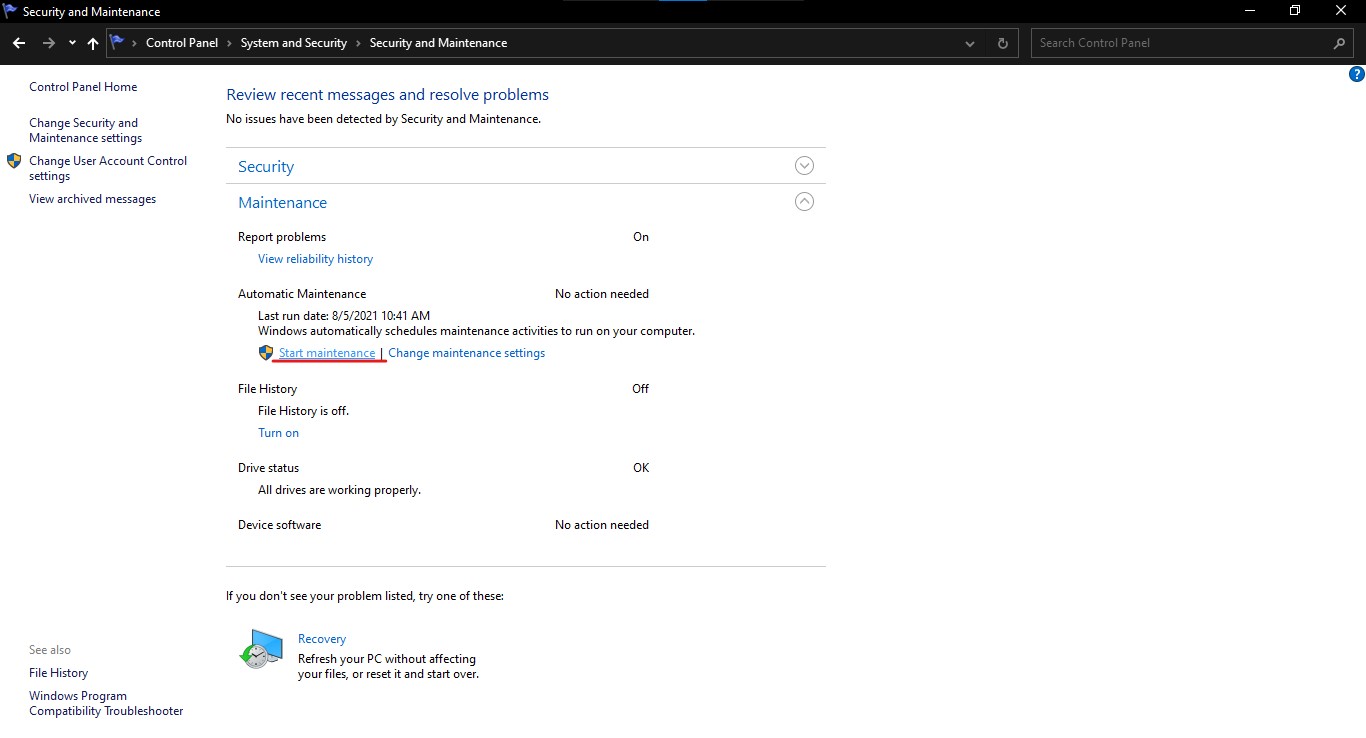 Security and Maintenance
Control Panel > System and Security > Security and Maintenance
Search Control Panel
?
Control Panel Home
Change Security and
Maintenance settings
Change User Account Control
settings
View archived messages
Review recent messages and resolve problems
No issues have been detected by Security and Maintenance.
Security
Maintenance
Report problems On
View reliability history
Automatic Maintenance No action needed
Last run date: 8/5/2021 10:41 AM
Windows automatically schedules maintenance activities to run on your computer.
Start maintenance | Change maintenance settings
File History Off
File History is off.
Turn on
Drive status OK
All drives are working properly.
Device software No action needed
If you don't see your problem listed, try one of these:
Recovery
Refresh your PC without affecting
your files, or reset it and start over.
See also
File History
Windows Program
Compatibility Troubleshooter